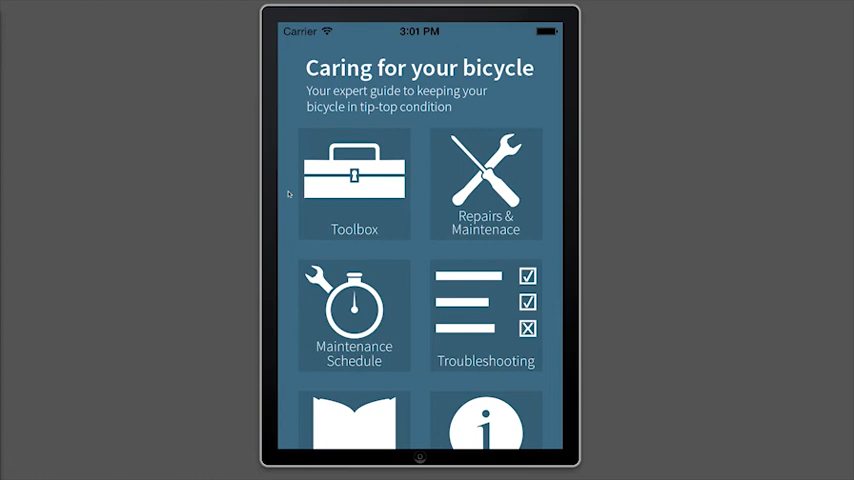 Carrier 3:01 PM
Caring for your bicycle
Your expert guide to keeping your
bicycle in tip-top condition
Toolbox
Repairs &
Maintenace
Maintenance
Schedule
Troubleshooting